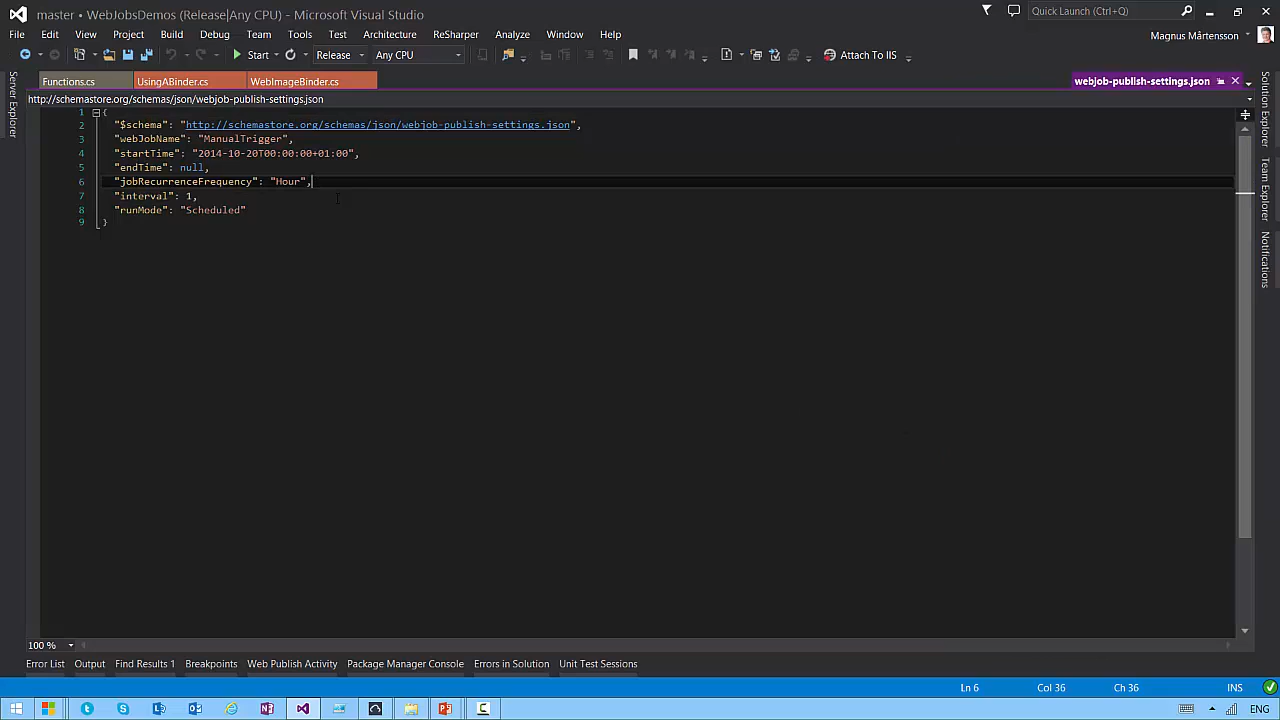 master • WebJobsDemos (Release|Any CPU) - Microsoft Visual Studio
Quick Launch (Ctrl+Q)
File Edit View Project Build Debug Team Tools Test Architecture ReSharper Analyze Window Help
Magnus Mårtensson
Start Release Any CPU Attach To IIS
Functions.cs UsingABinder.cs WebImageBinder.cs webjob-publish-settings.json
http://schemastore.org/schemas/json/webjob-publish-settings.json
1 {
2 "$schema": "http://schemastore.org/schemas/json/webjob-publish-settings.json",
3 "webJobName": "ManualTrigger",
4 "startTime": "2014-10-20T00:00:00+01:00",
5 "endTime": null,
6 "jobRecurrenceFrequency": "Hour",
7 "interval": 1,
8 "runMode": "Scheduled"
9 }
Server Explorer
Solution Explorer
Team Explorer
Notifications
100 %
Error List Output Find Results 1 Breakpoints Web Publish Activity Package Manager Console Errors in Solution Unit Test Sessions
Ln 6 Col 36 Ch 36 INS
ENG